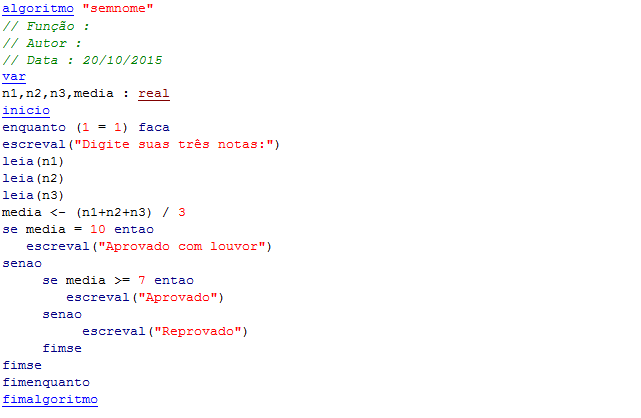 algoritmo "semnome"
// Função :
// Autor :
// Data : 20/10/2015
var
n1,n2,n3,media : real
inicio
enquanto (1 = 1) faca
escreval("Digite suas três notas:")
leia(n1)
leia(n2)
leia(n3)
media <- (n1+n2+n3) / 3
se media = 10 entao
   escreval("Aprovado com louvor")
senao
     se media >= 7 entao
        escreval("Aprovado")
     senao
          escreval("Reprovado")
     fimse
fimse
fimenquanto
fimalgoritmo